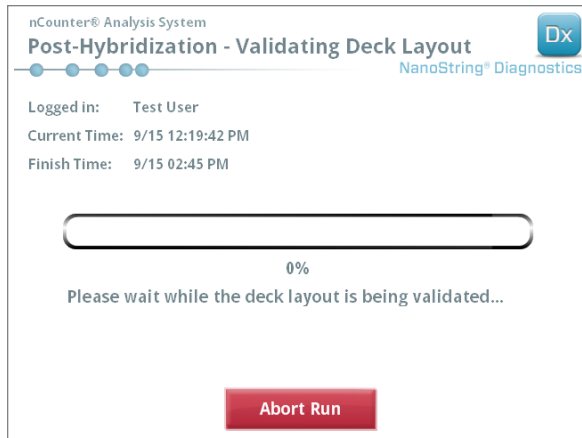 nCounter® Analysis System
Post-Hybridization - Validating Deck Layout
Dx
NanoString® Diagnostics
Logged in: Test User
Current Time: 9/15 12:19:42 PM
Finish Time: 9/15 02:45 PM
0%
Please wait while the deck layout is being validated...
Abort Run